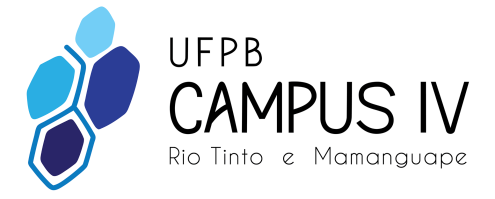 UFPB
CAMPUS IV
Rio Tinto e Mamanguape